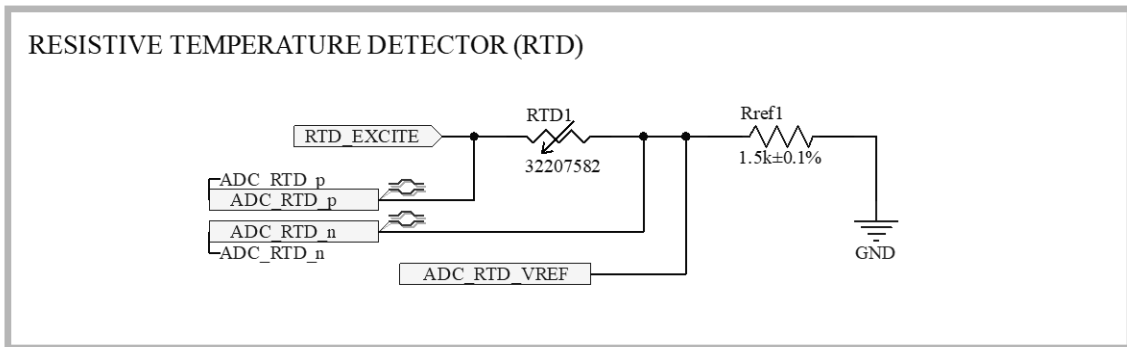 RESISTIVE TEMPERATURE DETECTOR (RTD)
RTD1
Rref1
RTD_EXCITE
32207582
1.5k±0.1%
ADC_RTD_p
ADC_RTD_p
ADC_RTD_n
ADC_RTD_n
GND
ADC_RTD_VREF